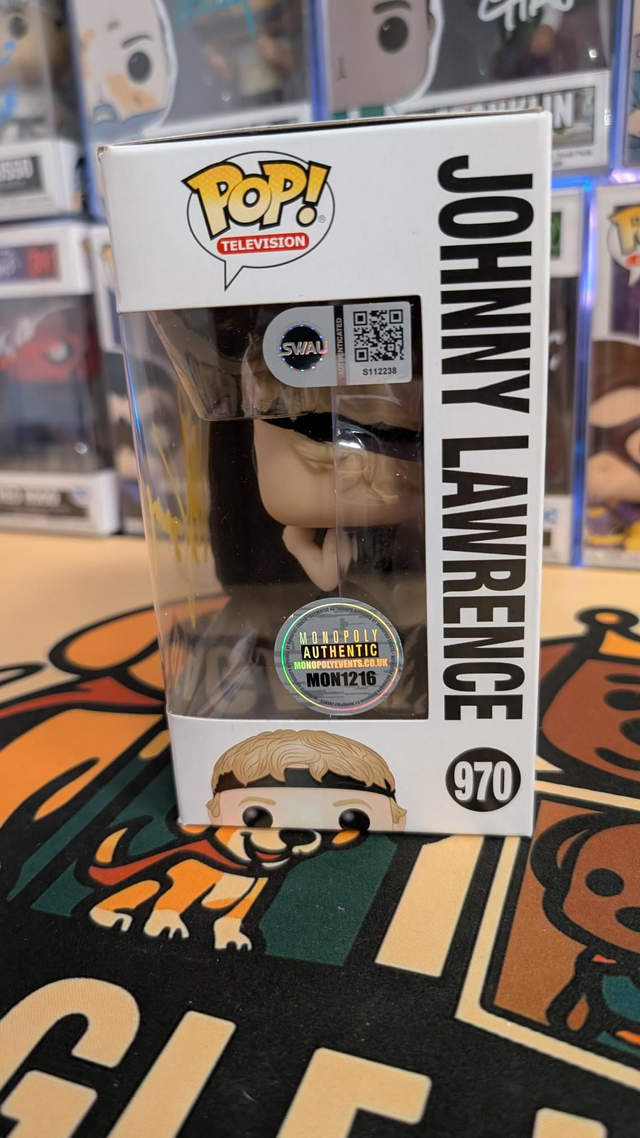 POP!
TELEVISION
JOHNNY LAWRENCE
SWAU
AUTHENTICATED
S112238
MONOPOLY
AUTHENTIC
MONOPOLYEVENTS.CO.UK
MON1216
970